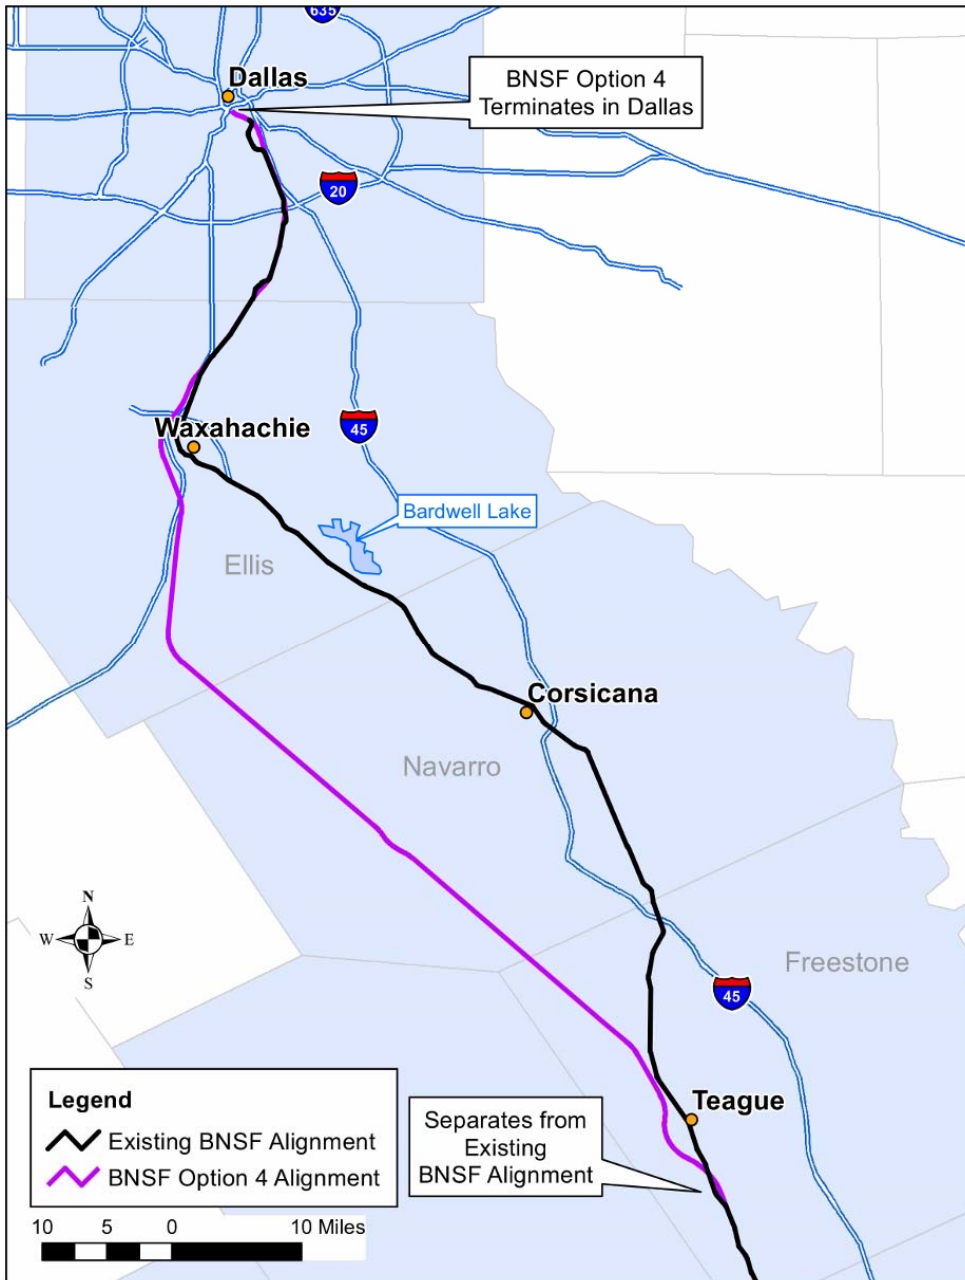 635
Dallas
BNSF Option 4
Terminates in Dallas
20
Waxahachie
45
Bardwell Lake
Ellis
Corsicana
Navarro
N
W
E
S
Freestone
45
Legend
Existing BNSF Alignment
BNSF Option 4 Alignment
Teague
Separates from
Existing
BNSF Alignment
10 5 0 10 Miles